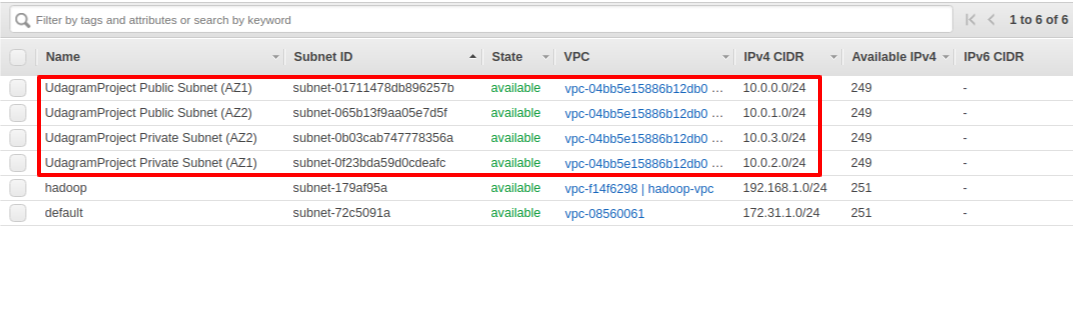 Filter by tags and attributes or search by keyword 1 to 6 of 6
Name Subnet ID State VPC IPv4 CIDR Available IPv4 IPv6 CIDR
UdagramProject Public Subnet (AZ1) subnet-01711478db896257b available vpc-04bb5e15886b12db0 ... 10.0.0.0/24 249 -
UdagramProject Public Subnet (AZ2) subnet-065b13f9aa05e7d5f available vpc-04bb5e15886b12db0 ... 10.0.1.0/24 249 -
UdagramProject Private Subnet (AZ2) subnet-0b03cab747778356a available vpc-04bb5e15886b12db0 ... 10.0.3.0/24 249 -
UdagramProject Private Subnet (AZ1) subnet-0f23bda59d0cdeafc available vpc-04bb5e15886b12db0 ... 10.0.2.0/24 249 -
hadoop subnet-179af95a available vpc-f14f6298 | hadoop-vpc 192.168.1.0/24 251 -
default subnet-72c5091a available vpc-08560061 172.31.1.0/24 251 -